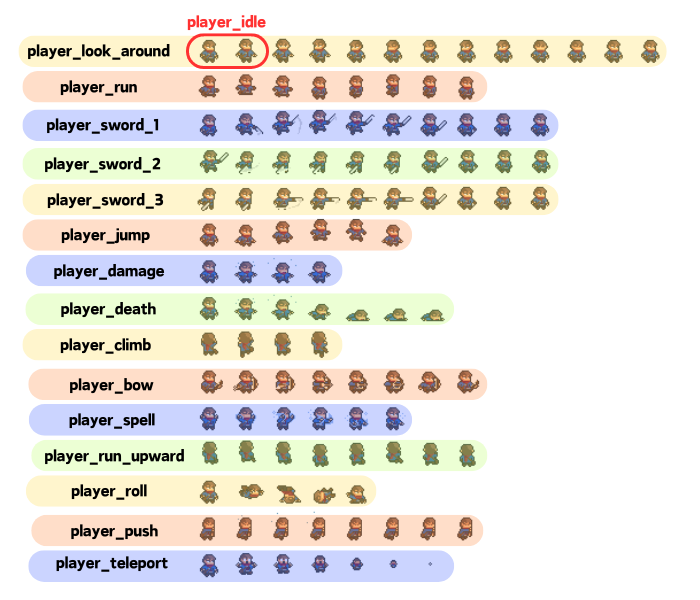 player_idle
player_look_around
player_run
player_sword_1
player_sword_2
player_sword_3
player_jump
player_damage
player_death
player_climb
player_bow
player_spell
player_run_upward
player_roll
player_push
player_teleport